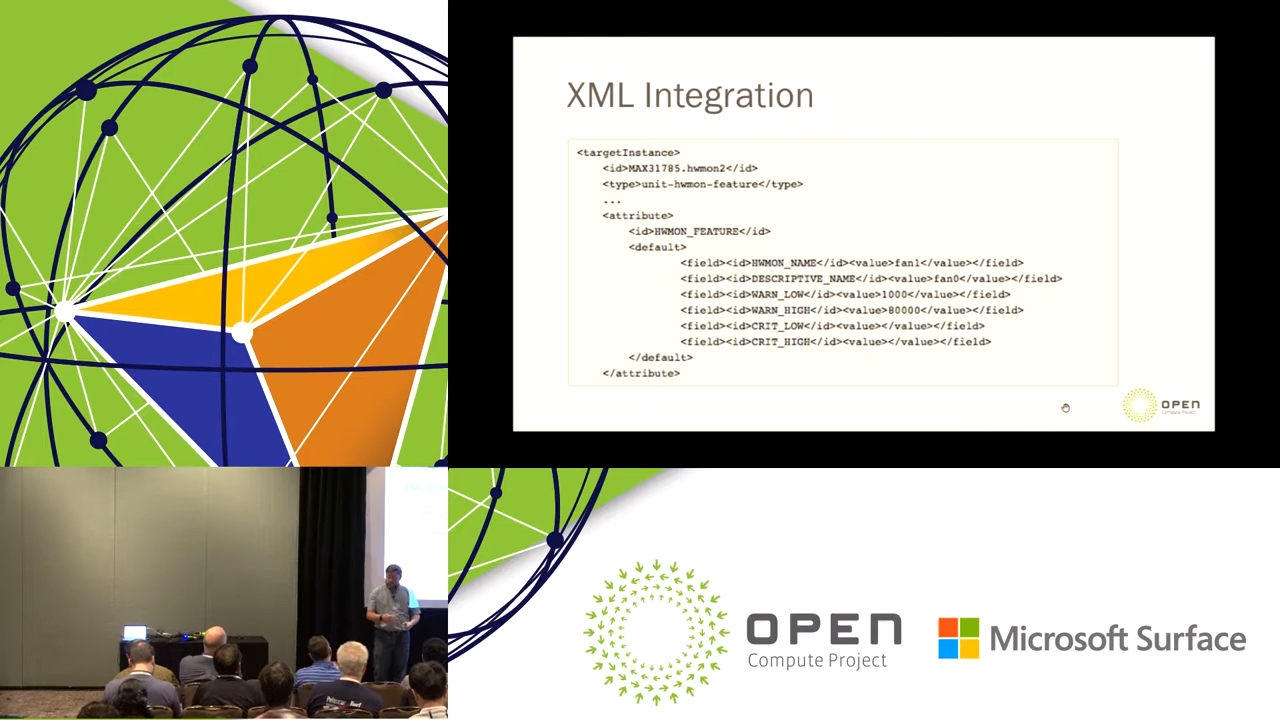 XML Integration
<targetInstance>
<id>MAX31785.hwmon2</id>
<type>unit-hwmon-feature</type>
...
<attribute>
<id>HWMON_FEATURE</id>
<default>
<field><id>HWMON_NAME</id><value>fan1</value></field>
<field><id>DESCRIPTIVE_NAME</id><value>fan0</value></field>
<field><id>WARN_LOW</id><value>1000</value></field>
<field><id>WARN_HIGH</id><value>80000</value></field>
<field><id>CRIT_LOW</id><value></value></field>
<field><id>CRIT_HIGH</id><value></value></field>
</default>
</attribute>
OPEN
Compute Project
OPEN
Compute Project
Microsoft Surface